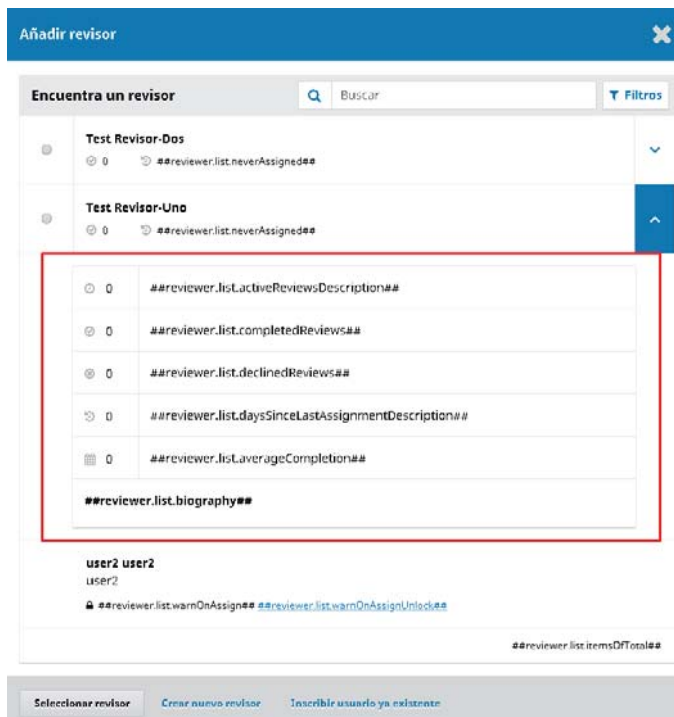 Añadir revisor
Encuentra un revisor
Buscar
Filtros
Test Revisor-Dos
0 ##reviewer.list.neverAssigned##
Test Revisor-Uno
0 ##reviewer.list.neverAssigned##
0 ##reviewer.list.activeReviewsDescription##
0 ##reviewer.list.completedReviews##
0 ##reviewer.list.declinedReviews##
0 ##reviewer.list.daysSinceLastAssignmentDescription##
0 ##reviewer.list.averageCompletion##
##reviewer.list.biography##
user2 user2
user2
##reviewer.list.warnOnAssign## ##reviewer.list.warnOnAssignUnlock##
##reviewer.list.itemsOfTotal##
Seleccionar revisor Crear nuevo revisor Inscribir usuario ya existente